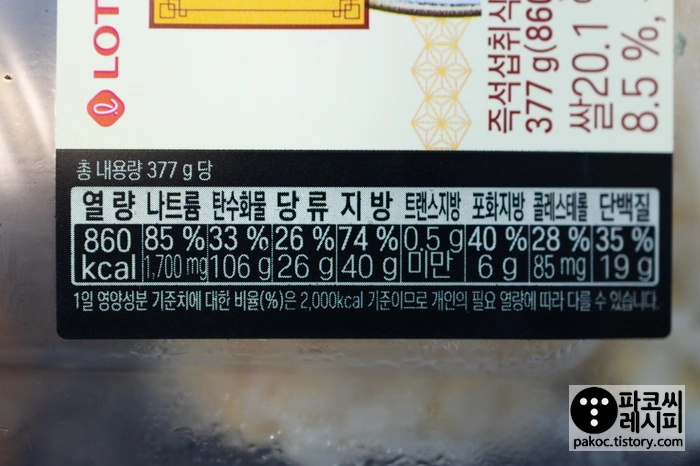 LOT
즉석섭취식
377 g(860
쌀20.1
8.5 %,
총 내용량 377 g 당
열 량 나트륨 탄수화물 당 류 지 방 트랜스지방 포화지방 콜레스테롤 단백질
860 85 % 33 % 26 % 74 % 0.5 g 40 % 28 % 35 %
kcal 1,700 mg 106 g 26 g 40 g 미만 6 g 85 mg 19 g
1일 영양성분 기준치에 대한 비율(%)은 2,000kcal 기준이므로 개인의 필요 열량에 따라 다를 수 있습니다.
파코씨
레시피
pakoc.tistory.com